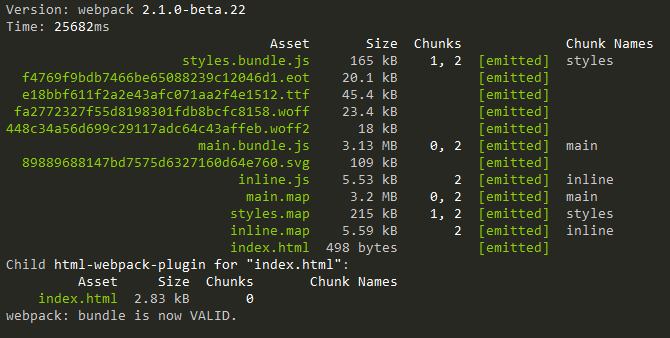 Version: webpack 2.1.0-beta.22
Time: 25682ms
Asset Size Chunks Chunk Names
styles.bundle.js 165 kB 1, 2 [emitted] styles
f4769f9bdb7466be65088239c12046d1.eot 20.1 kB [emitted]
e18bbf611f2a2e43afc071aa2f4e1512.ttf 45.4 kB [emitted]
fa2772327f55d8198301fdb8bcfc8158.woff 23.4 kB [emitted]
448c34a56d699c29117adc64c43affeb.woff2 18 kB [emitted]
main.bundle.js 3.13 MB 0, 2 [emitted] main
89889688147bd7575d6327160d64e760.svg 109 kB [emitted]
inline.js 5.53 kB 2 [emitted] inline
main.map 3.2 MB 0, 2 [emitted] main
styles.map 215 kB 1, 2 [emitted] styles
inline.map 5.59 kB 2 [emitted] inline
index.html 498 bytes [emitted]
Child html-webpack-plugin for "index.html":
Asset Size Chunks Chunk Names
index.html 2.83 kB 0
webpack: bundle is now VALID.